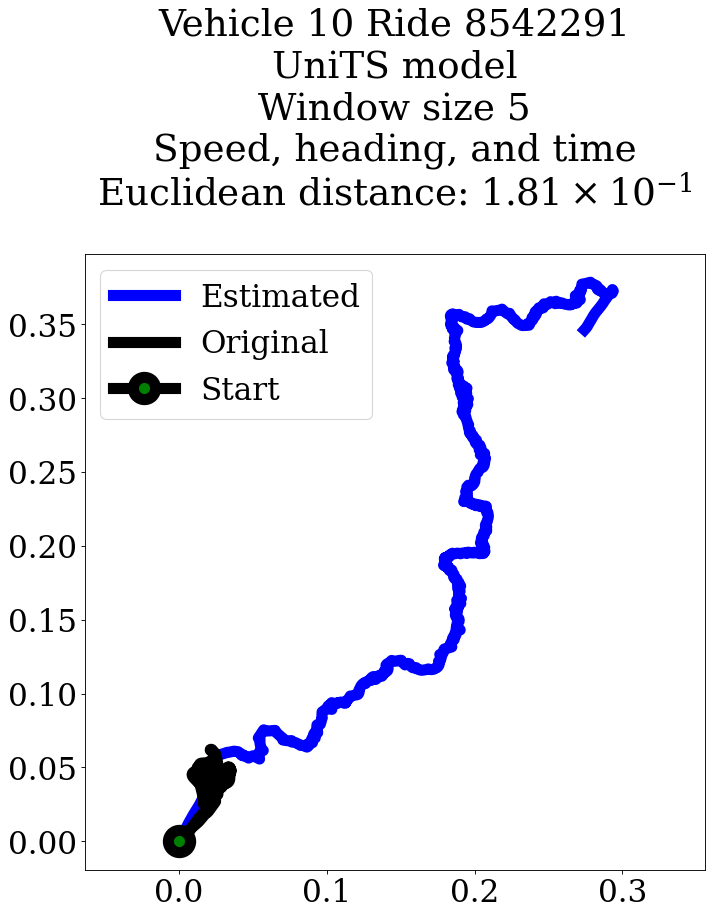 Vehicle 10 Ride 8542291
UniTS model
Window size 5
Speed, heading, and time
Euclidean distance: 1.81 × 10⁻¹
Estimated
Original
Start
0.35
0.30
0.25
0.20
0.15
0.10
0.05
0.00
0.0 0.1 0.2 0.3